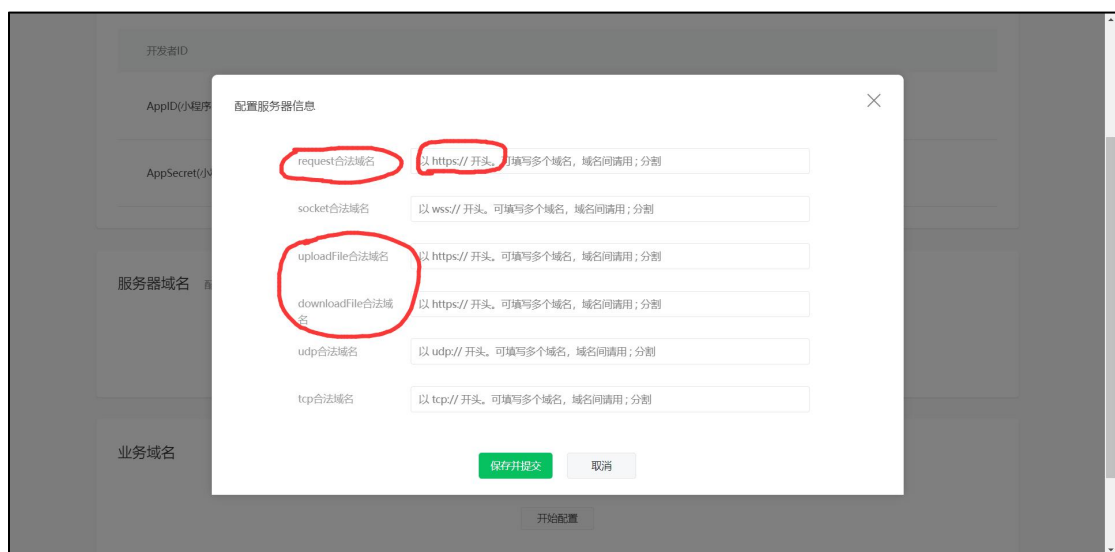 开发者ID
AppID(小程序
配置服务器信息
request合法域名
以 https:// 开头。可填写多个域名，域名间请用 ; 分割
AppSecret(小
socket合法域名
以 wss:// 开头。可填写多个域名，域名间请用 ; 分割
uploadFile合法域名
以 https:// 开头。可填写多个域名，域名间请用 ; 分割
服务器域名
downloadFile合法域
名
以 https:// 开头。可填写多个域名，域名间请用 ; 分割
udp合法域名
以 udp:// 开头。可填写多个域名，域名间请用 ; 分割
tcp合法域名
以 tcp:// 开头。可填写多个域名，域名间请用 ; 分割
业务域名
保存并提交
取消
开始配置